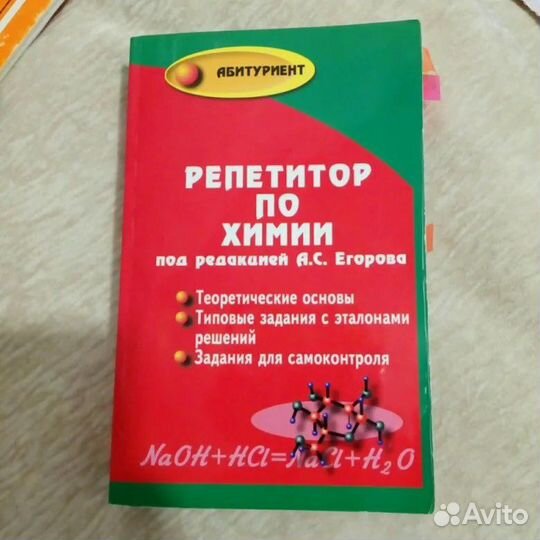 АБИТУРИЕНТ
РЕПЕТИТОР
ПО
ХИМИИ
под редакцией А.С. Егорова
Теоретические основы
Типовые задания с эталонами
решений
Задания для самоконтроля
NaOH+HCl=NaCl+H₂O
Avito